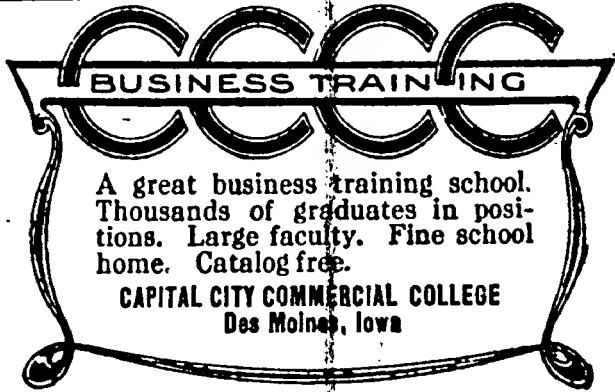 CCCC
BUSINESS TRAINING
A great business training school.
Thousands of graduates in posi-
tions. Large faculty. Fine school
home. Catalog free.
CAPITAL CITY COMMERCIAL COLLEGE
Des Moines, Iowa